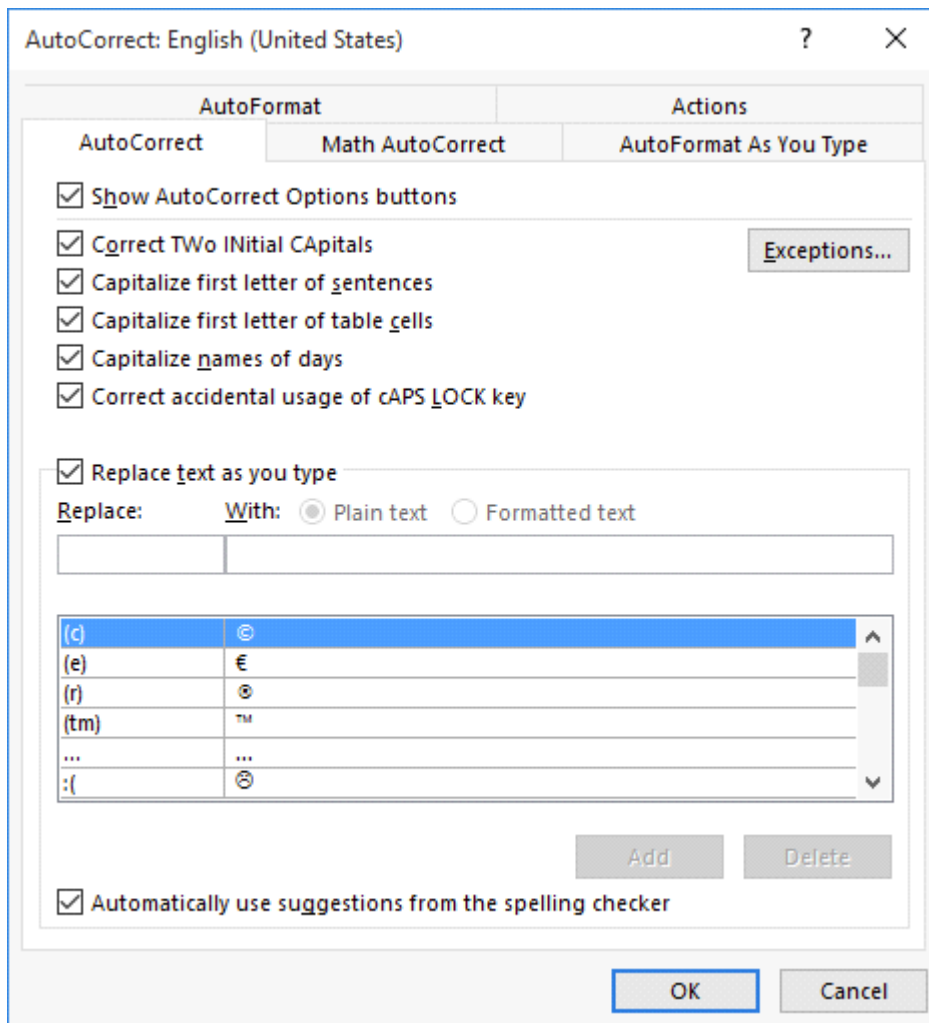 AutoCorrect: English (United States) ? ×
AutoFormat Actions
AutoCorrect Math AutoCorrect AutoFormat As You Type
Show AutoCorrect Options buttons
Correct TWo INitial CApitals Exceptions...
Capitalize first letter of sentences
Capitalize first letter of table cells
Capitalize names of days
Correct accidental usage of cAPS LOCK key
Replace text as you type
Replace: With: Plain text Formatted text
(c) ©
(e) €
(r) ®
(tm) ™
... ...
:( ☹
Add Delete
Automatically use suggestions from the spelling checker
OK Cancel